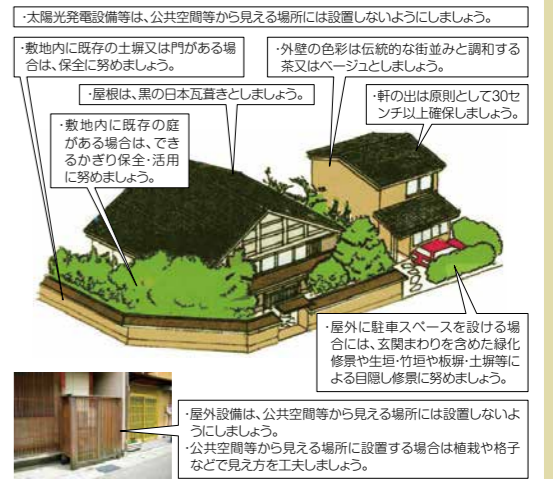 ・太陽光発電設備等は、公共空間等から見える場所には設置しないようにしましょう。
・敷地内に既存の土塀又は門がある場
合は、保全に努めましょう。
・外壁の色彩は伝統的な街並みと調和する
茶又はベージュとしましょう。
・屋根は、黒の日本瓦葺きとしましょう。
・軒の出は原則として30セ
ンチ以上確保しましょう。
・敷地内に既存の庭
がある場合は、でき
るかぎり保全・活用
に努めましょう。
・屋外に駐車スペースを設ける場
合には、玄関まわりを含めた緑化
修景や生垣・竹垣や板塀・土塀等に
よる目隠し修景に努めましょう。
・屋外設備は、公共空間等から見える場所には設置しないよ
うにしましょう。
・公共空間等から見える場所に設置する場合は植栽や格子
などで見え方を工夫しましょう。